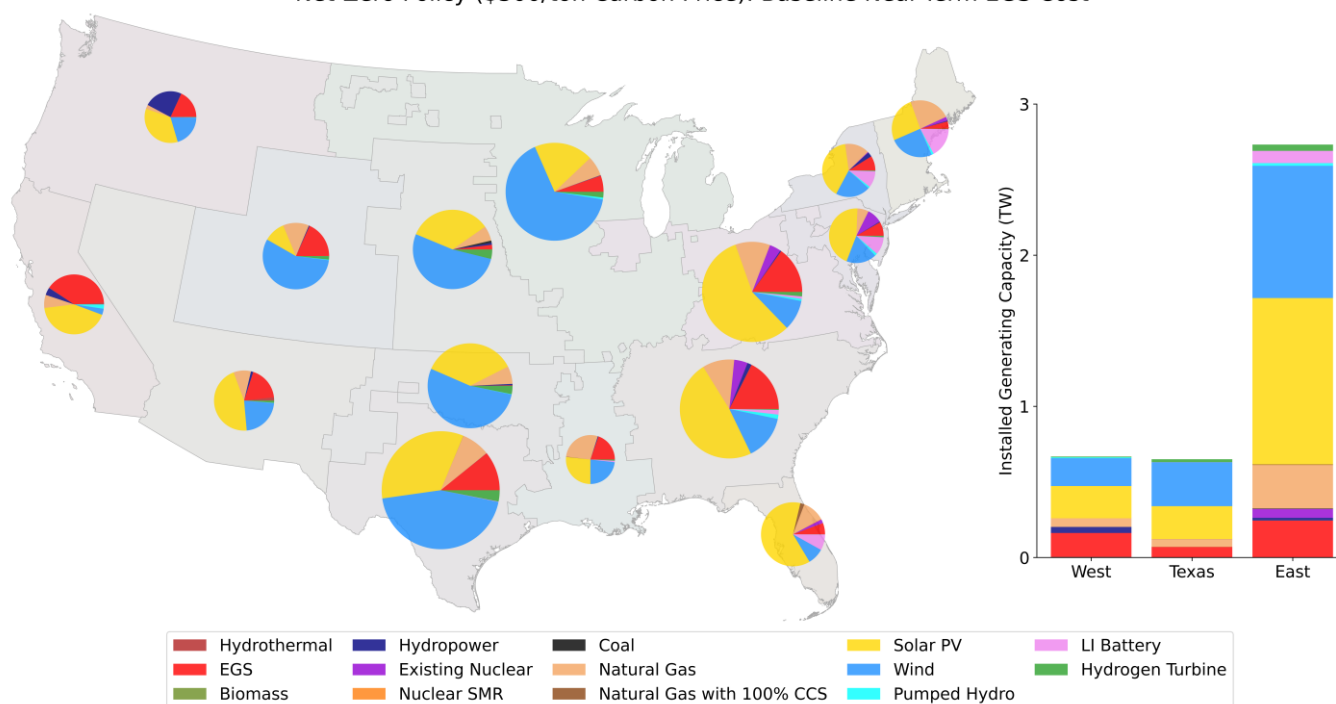 3
2
1
0
Installed Generating Capacity (TW)
West Texas East
Hydrothermal Hydropower Coal Solar PV LI Battery
EGS Existing Nuclear Natural Gas Wind Hydrogen Turbine
Biomass Nuclear SMR Natural Gas with 100% CCS Pumped Hydro